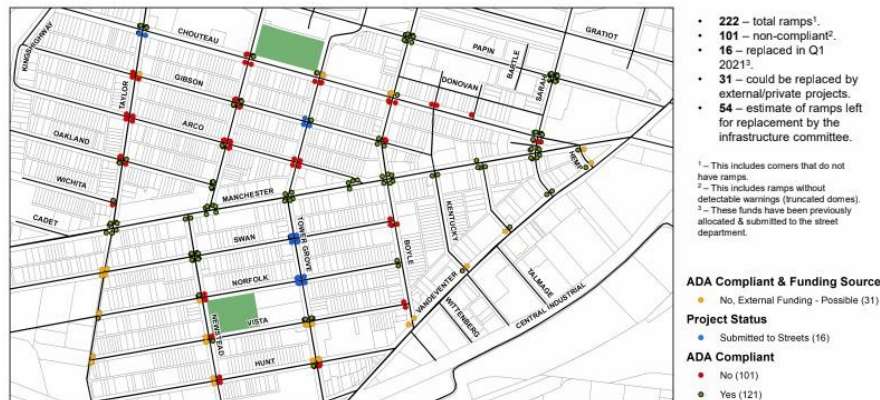 KINGSHIGHWAY
CHOUTEAU
PAPIN
GRATIOT
TAYLOR
GIBSON
DONOVAN
BARTLE
SARAH
ARCO
OAKLAND
WICHITA
MANCHESTER
HEMP
CADET
SWAN
TOWER GROVE
BOYLE
KENTUCKY
NORFOLK
VANDEVENTER
TALMAGE
WITTENBERG
CENTRAL INDUSTRIAL
NEWSTEAD
VISTA
HUNT
• 222 – total ramps¹.
• 101 – non-compliant².
• 16 – replaced in Q1
2021³.
• 31 – could be replaced by
external/private projects.
• 54 – estimate of ramps left
for replacement by the
infrastructure committee.
¹ – This includes corners that do not
have ramps.
² – This includes ramps without
detectable warnings (truncated domes).
³ – These funds have been previously
allocated & submitted to the street
department.
ADA Compliant & Funding Source
No, External Funding - Possible (31)
Project Status
Submitted to Streets (16)
ADA Compliant
No (101)
Yes (121)